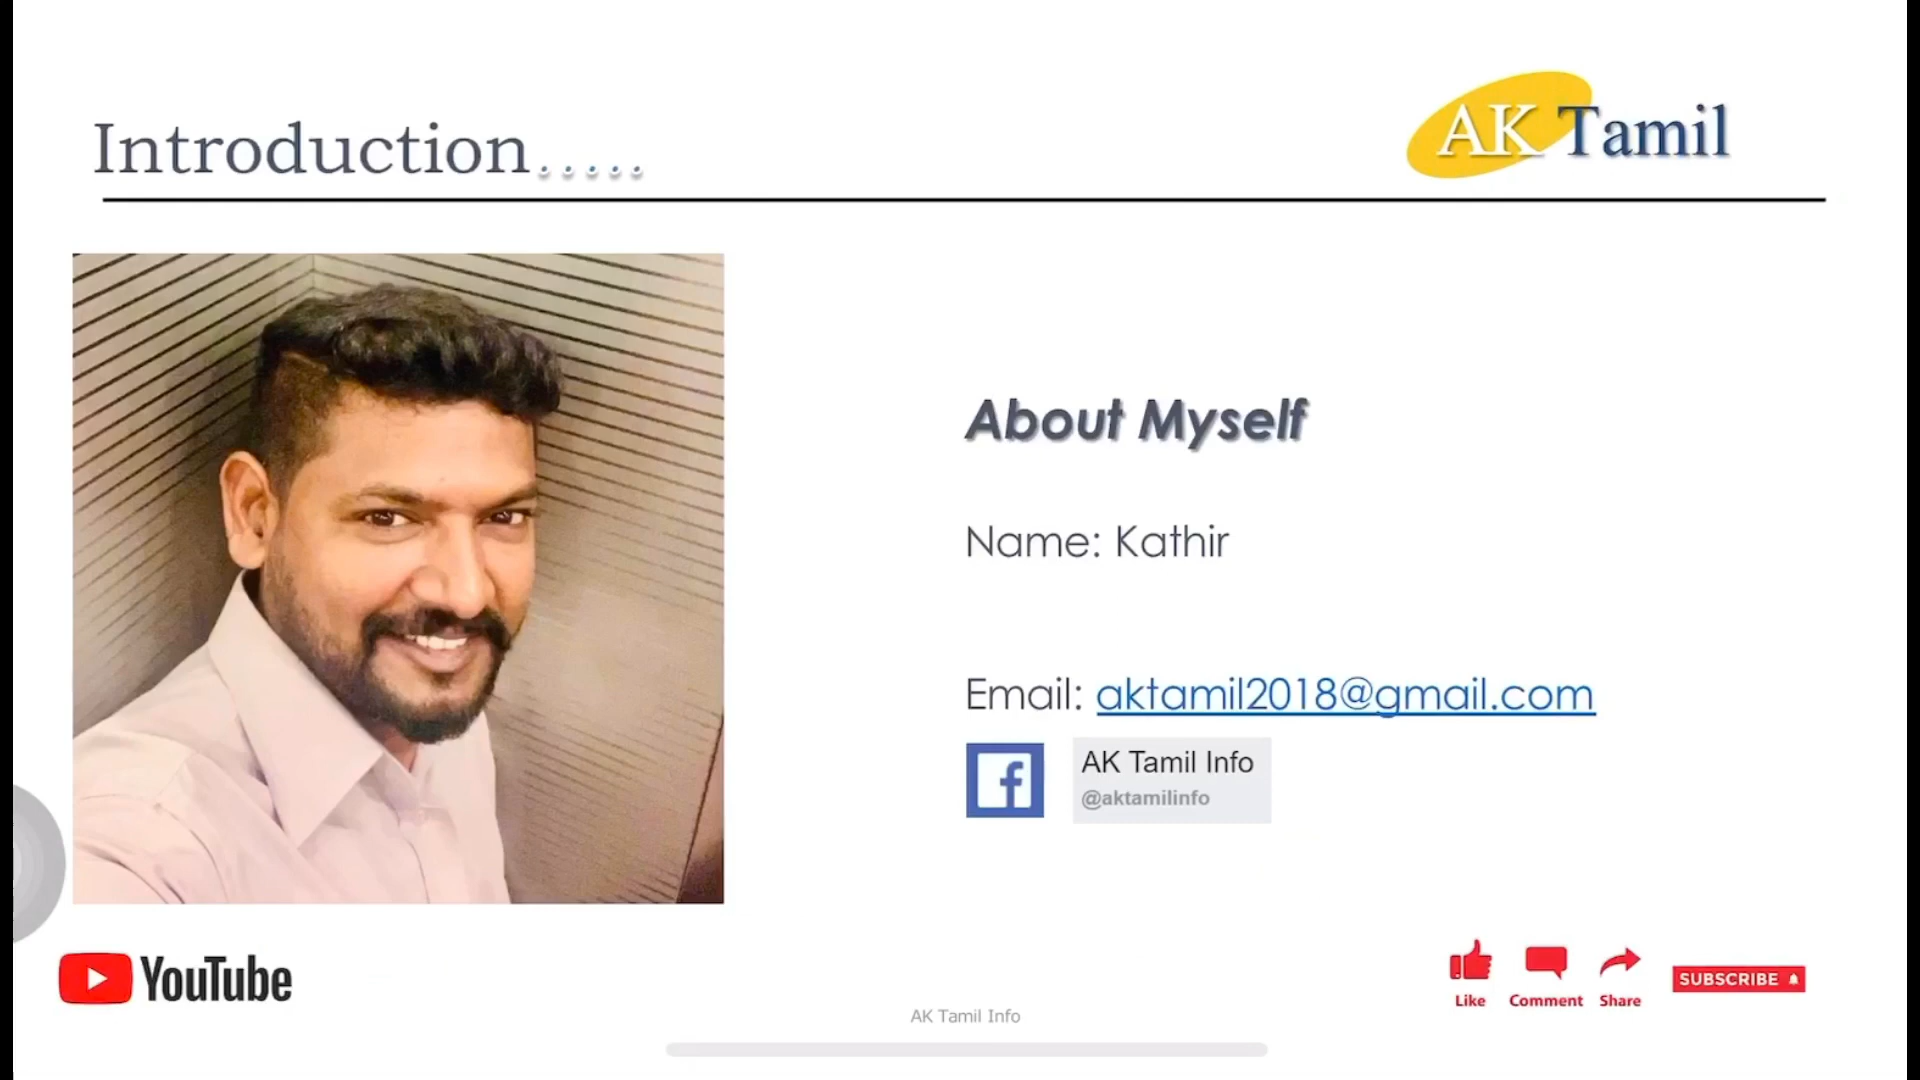 Introduction.....
AK Tamil
About Myself
Name: Kathir
Email: aktamil2018@gmail.com
f
AK Tamil Info
@aktamilinfo
YouTube
Like
Comment
Share
SUBSCRIBE
AK Tamil Info